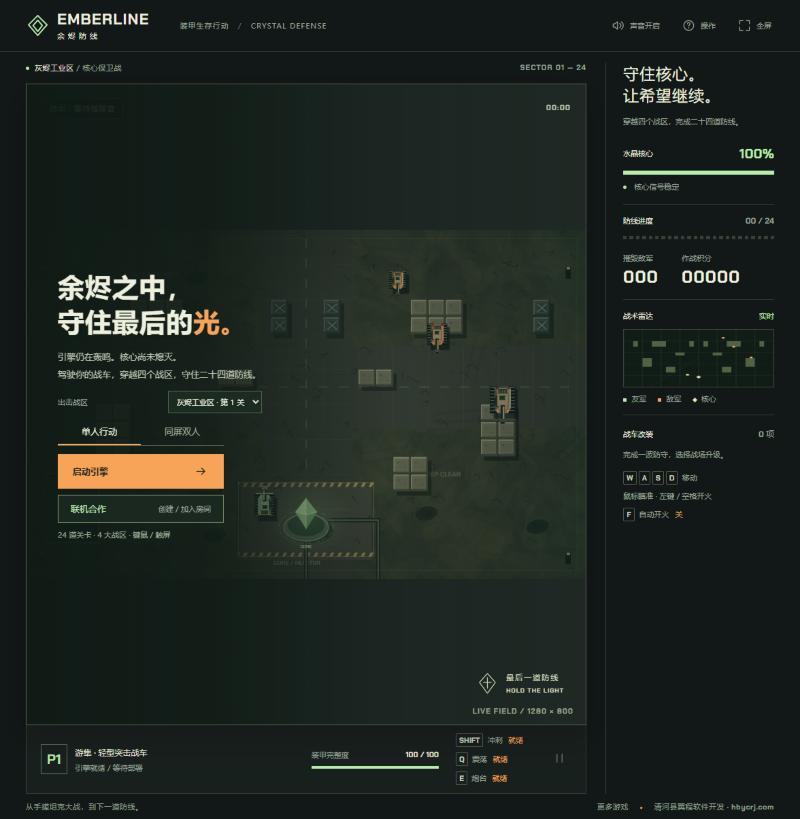 EMBERLINE
余烬防线
装甲生存行动 / CRYSTAL DEFENSE
声音开启
操作
全屏
灰烬工业区 / 核心保卫战
SECTOR 01 — 24
00:00
余烬之中，
守住最后的光。
引擎仍在轰鸣。核心尚未熄灭。
驾驶你的战车，穿越四个战区，守住二十四道防线。
出击战区
灰烬工业区 · 第 1 关
单人行动
同屏双人
启动引擎 →
联机合作
创建 / 加入房间
24 道关卡 · 4 大战区 · 键鼠 / 触屏
最后一道防线
HOLD THE LIGHT
LIVE FIELD / 1280 × 800
P1
游隼 · 轻型突击战车
引擎就绪 / 等待部署
装甲完整度
100 / 100
SHIFT 冲刺 就绪
Q 震荡 就绪
E 炮台 就绪
守住核心。
让希望继续。
穿越四个战区，完成二十四道防线。
水晶核心
100%
核心信号稳定
防线进度
00 / 24
摧毁敌军
作战积分
000
00000
战术雷达
实时
友军
敌军
核心
战车改装
0 项
完成一波防守，选择战场升级。
W A S D 移动
鼠标瞄准 · 左键 / 空格开火
F 自动开火 关
从手握坦克大战，到下一道防线。
更多游戏
清河县翼程软件开发 · hbycrj.com